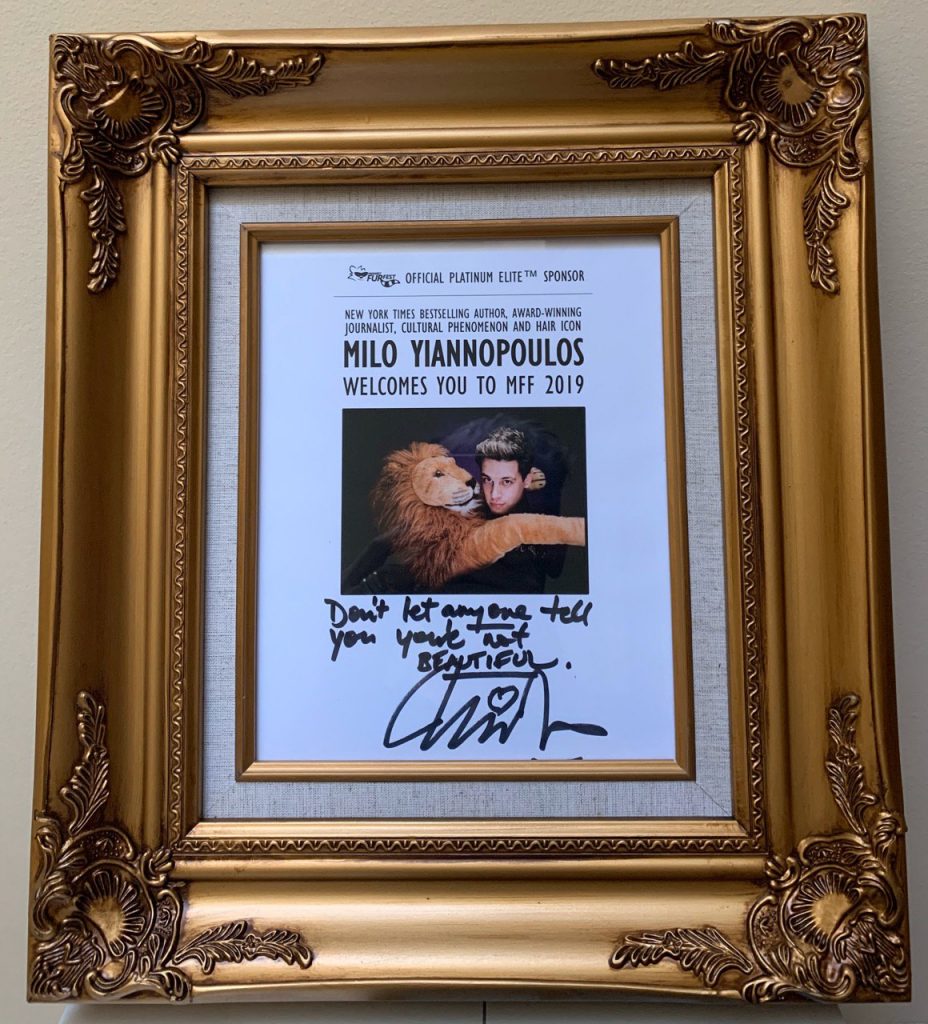 FURFEST OFFICIAL PLATINUM ELITE™ SPONSOR
NEW YORK TIMES BESTSELLING AUTHOR, AWARD-WINNING
JOURNALIST, CULTURAL PHENOMENON AND HAIR ICON
MILO YIANNOPOULOS
WELCOMES YOU TO MFF 2019
Don't let anyone tell
you you're not
BEAUTIFUL.